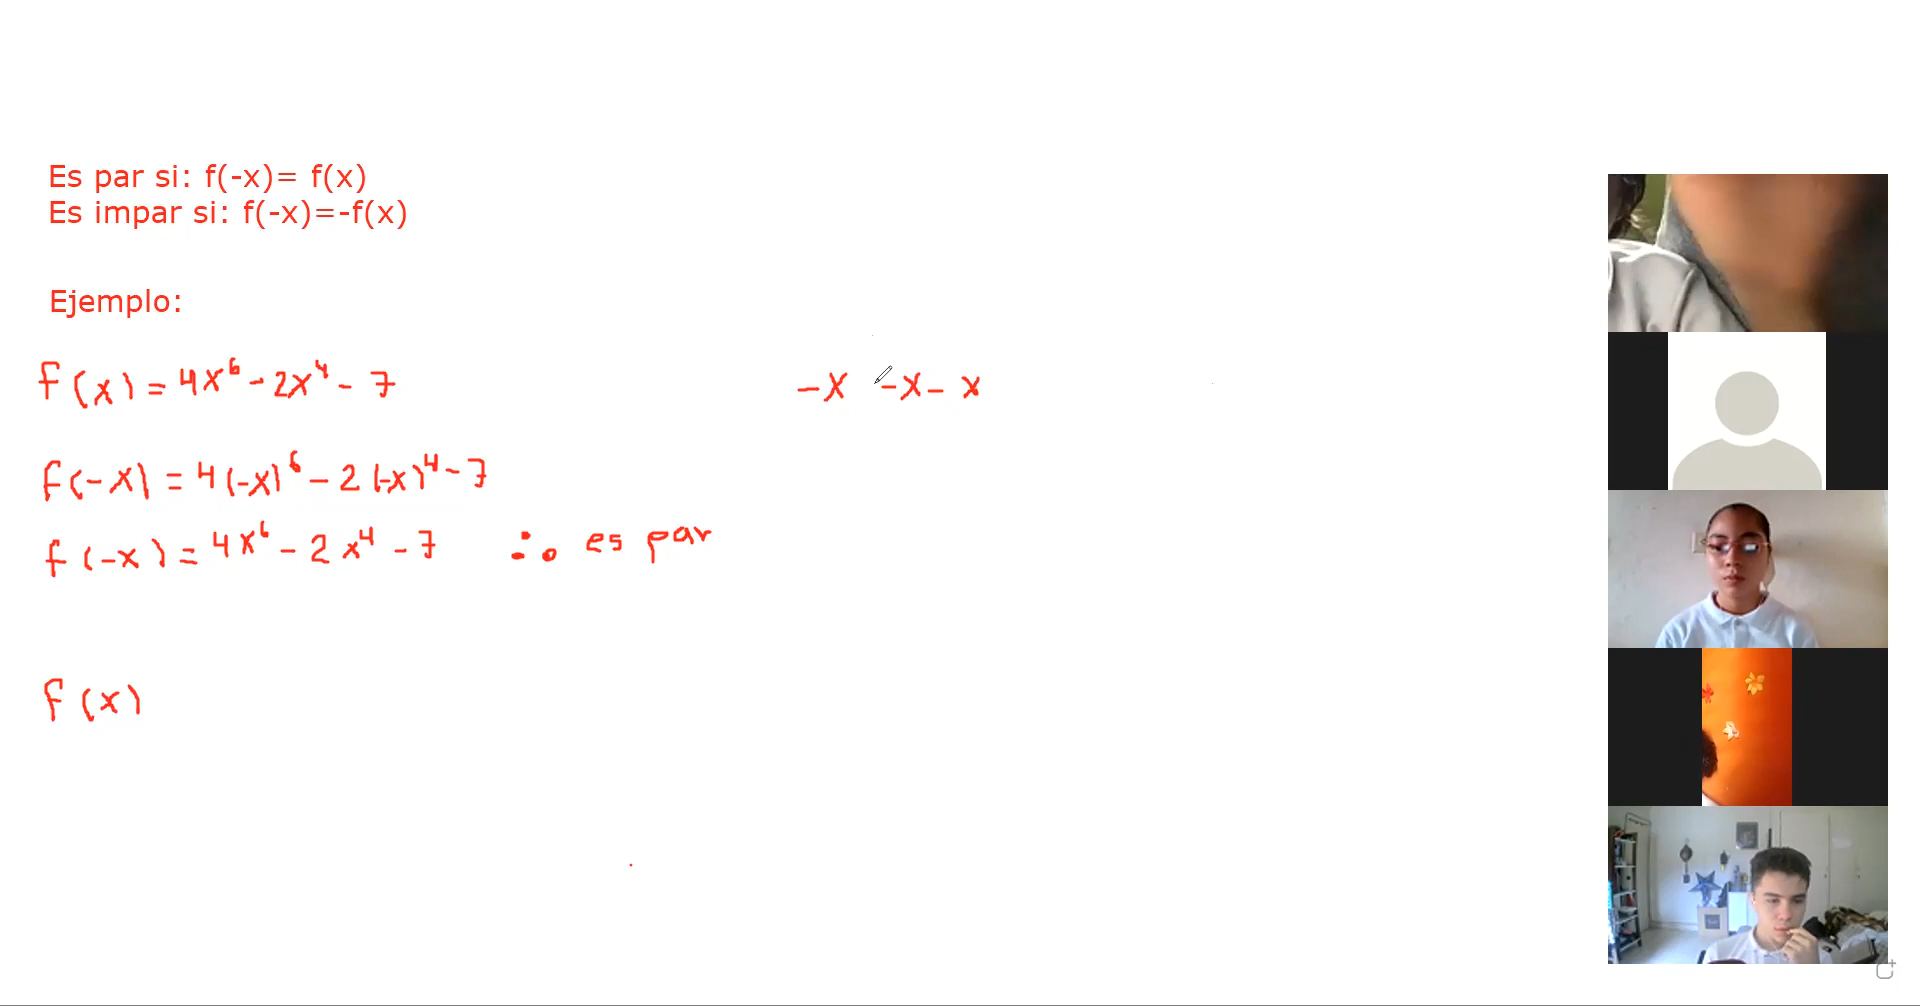 Es par si: f(-x)= f(x)
Es impar si: f(-x)=-f(x)
Ejemplo:
f(x) = 4x⁶ - 2x⁴ - 7
-x -x - x
f(-x) = 4(-x)⁶ - 2(-x)⁴ - 7
f(-x) = 4x⁶ - 2x⁴ - 7 ∴ es par
f(x)